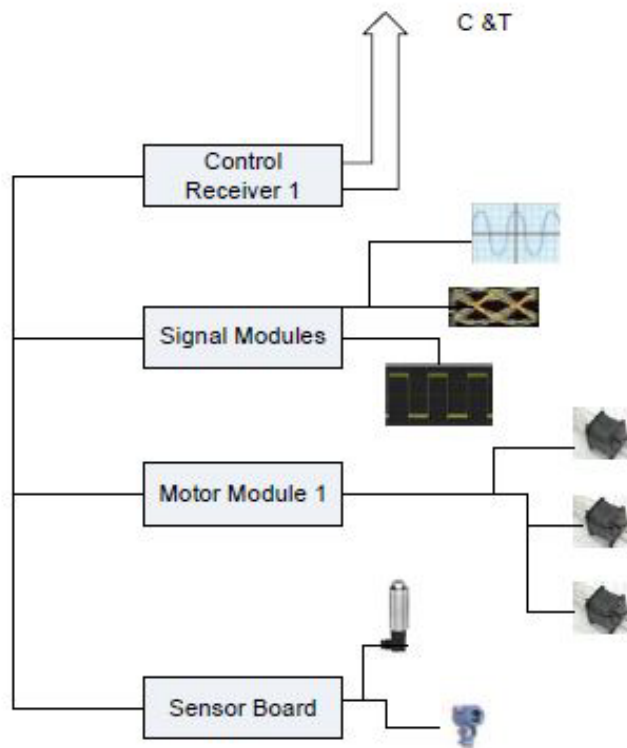 C &T
Control
Receiver 1
Signal Modules
Motor Module 1
Sensor Board